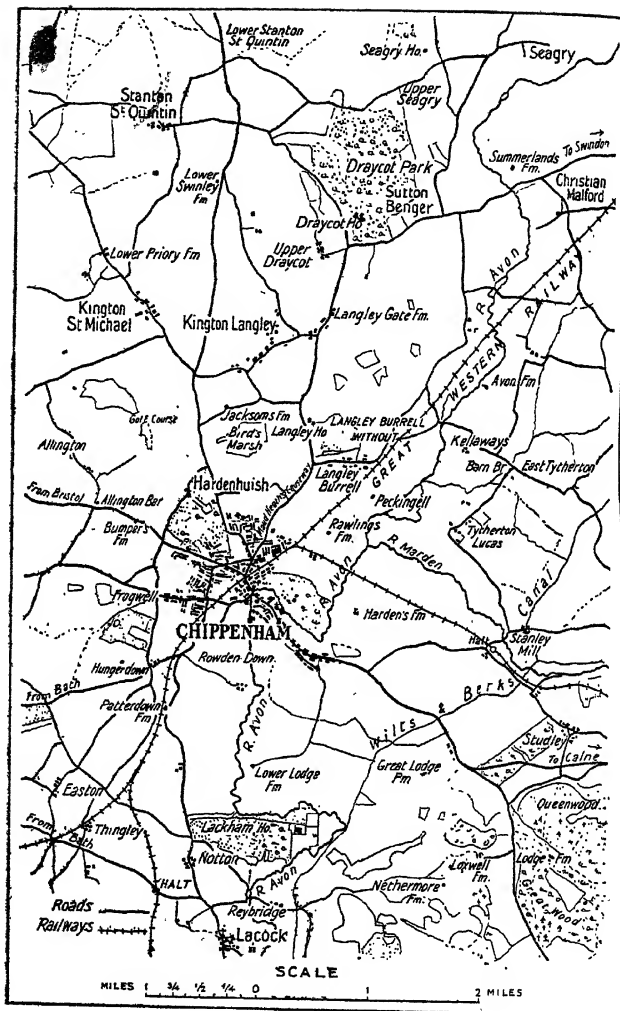 Lower Stanton
St Quintin
Seagry Ho.
Seagry
Stanton
St Quintin
Upper
Seagry
Draycot Park
Summerlands
Fm.
To Swindon
Lower
Swinley
Fm
Sutton
Benger
Christian
Malford
Draycot Ho
Upper
Draycot
Lower Priory Fm
R. Avon
RAILWAY
Kington
St Michael
Kington Langley
Langley Gate Fm.
WESTERN
Avon Fm
Golf Course
Jacksoms Fm
Bird's
Marsh
Langley Ho
LANGLEY BURRELL
WITHOUT
GREAT
Allington
Kellaways
Langley
Burrell
Barn Br
East Tytherton
Hardenhuish
From Bristol
Allington Bar
Peckingell
Bumper's
Fm
Rawlings
Fm.
Tytherton
Lucas
R. Marden
R. Avon
Canal
Frogwell
Harden's Fm
CHIPPENHAM
Halt
Stanley
Mill
Rowden Down
Hungerdown
From Bath
Berks
Patterdown
Fm
R. Avon
Wilts
Studley
To Calne
Lower Lodge
Fm
Great Lodge
Fm.
Easton
Queenwood
From
Bath
Thingley
Lackham Ho.
Notton
Loxwell
Fm.
Lodge Fm
Great Wood
HALT
R. Avon
Nethermore
Fm.
Roads
Railways
Reybridge
Lacock
SCALE
MILES 1 3/4 1/2 1/4 0 1 2 MILES